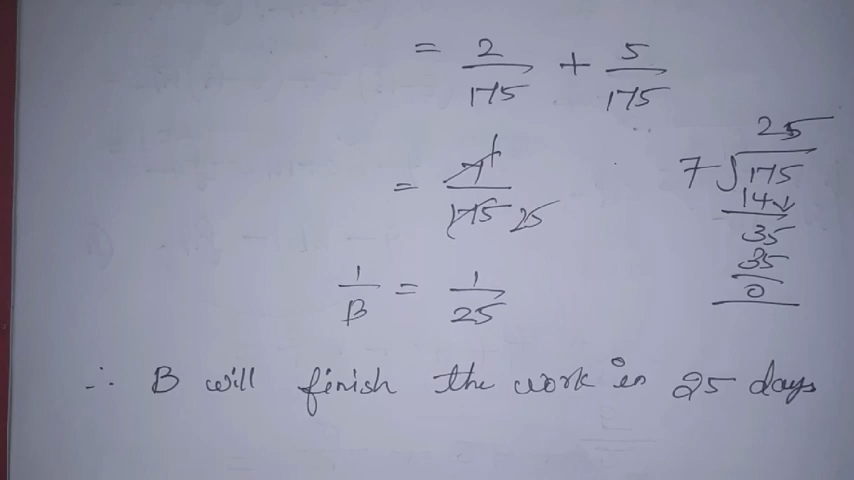 = 2/175 + 5/175
= 7 1 / 175 25
1/B = 1/25
∴ B will finish the work in 25 days
25
7 √175
14↓
35
35
0